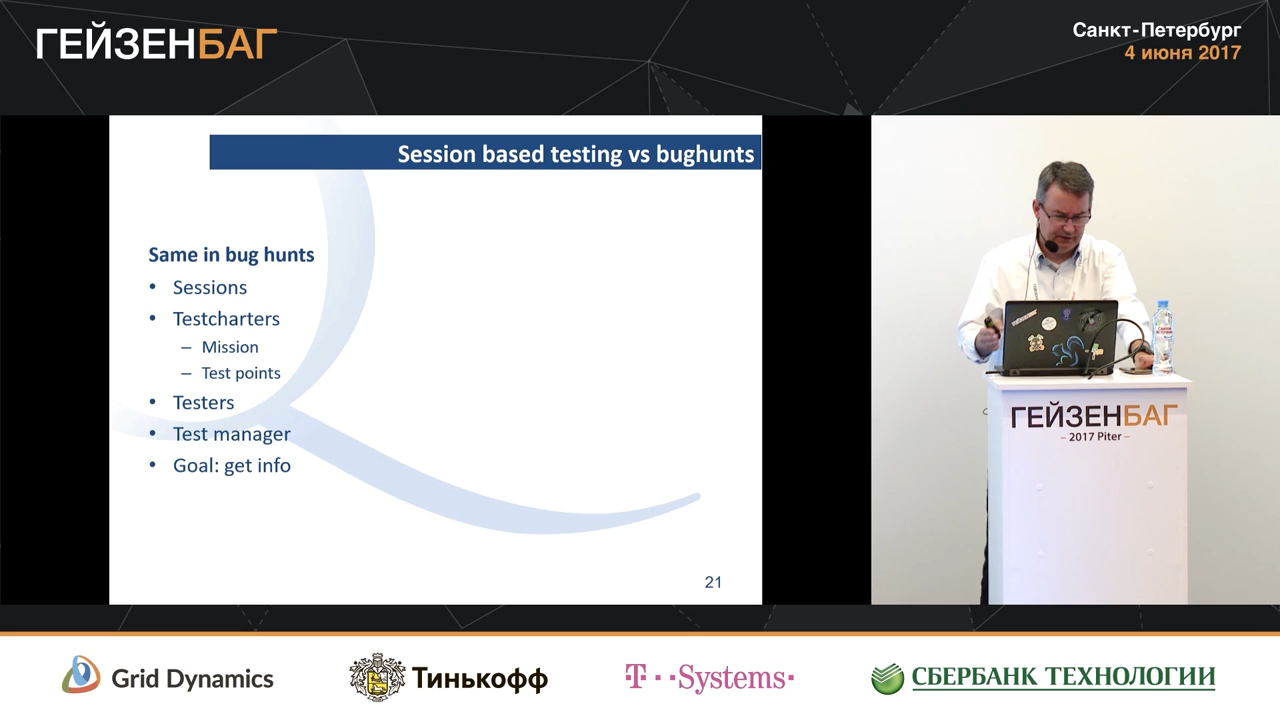 ГЕЙЗЕНБАГ
Санкт-Петербург
4 июня 2017
Session based testing vs bughunts
Same in bug hunts
• Sessions
• Testcharters
– Mission
– Test points
• Testers
• Test manager
• Goal: get info
21
ГЕЙЗЕНБАГ
– 2017 Piter –
Grid Dynamics
Тинькофф
T··Systems·
СБЕРБАНК ТЕХНОЛОГИИ